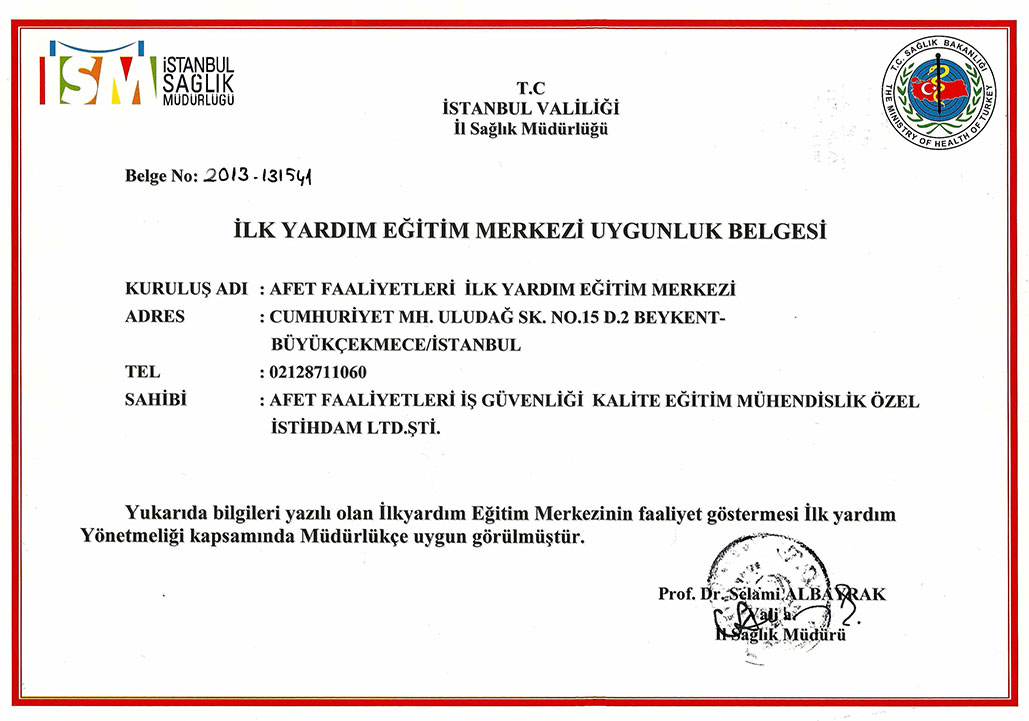 İSM İSTANBUL
SAĞLIK
MÜDÜRLÜĞÜ
T.C. SAĞLIK BAKANLIĞI
THE MINISTRY OF HEALTH OF TURKEY
T.C
İSTANBUL VALİLİĞİ
İl Sağlık Müdürlüğü
Belge No: 2013-131541
İLK YARDIM EĞİTİM MERKEZİ UYGUNLUK BELGESİ
KURULUŞ ADI : AFET FAALİYETLERİ İLK YARDIM EĞİTİM MERKEZİ
ADRES : CUMHURİYET MH. ULUDAĞ SK. NO.15 D.2 BEYKENT-
BÜYÜKÇEKMECE/İSTANBUL
TEL : 02128711060
SAHİBİ : AFET FAALİYETLERİ İŞ GÜVENLİĞİ KALİTE EĞİTİM MÜHENDİSLİK ÖZEL
İSTİHDAM LTD.ŞTİ.
Yukarıda bilgileri yazılı olan İlkyardım Eğitim Merkezinin faaliyet göstermesi İlk yardım
Yönetmeliği kapsamında Müdürlükçe uygun görülmüştür.
Prof. Dr. Selami ALBAYRAK
Vali a.
İl Sağlık Müdürü